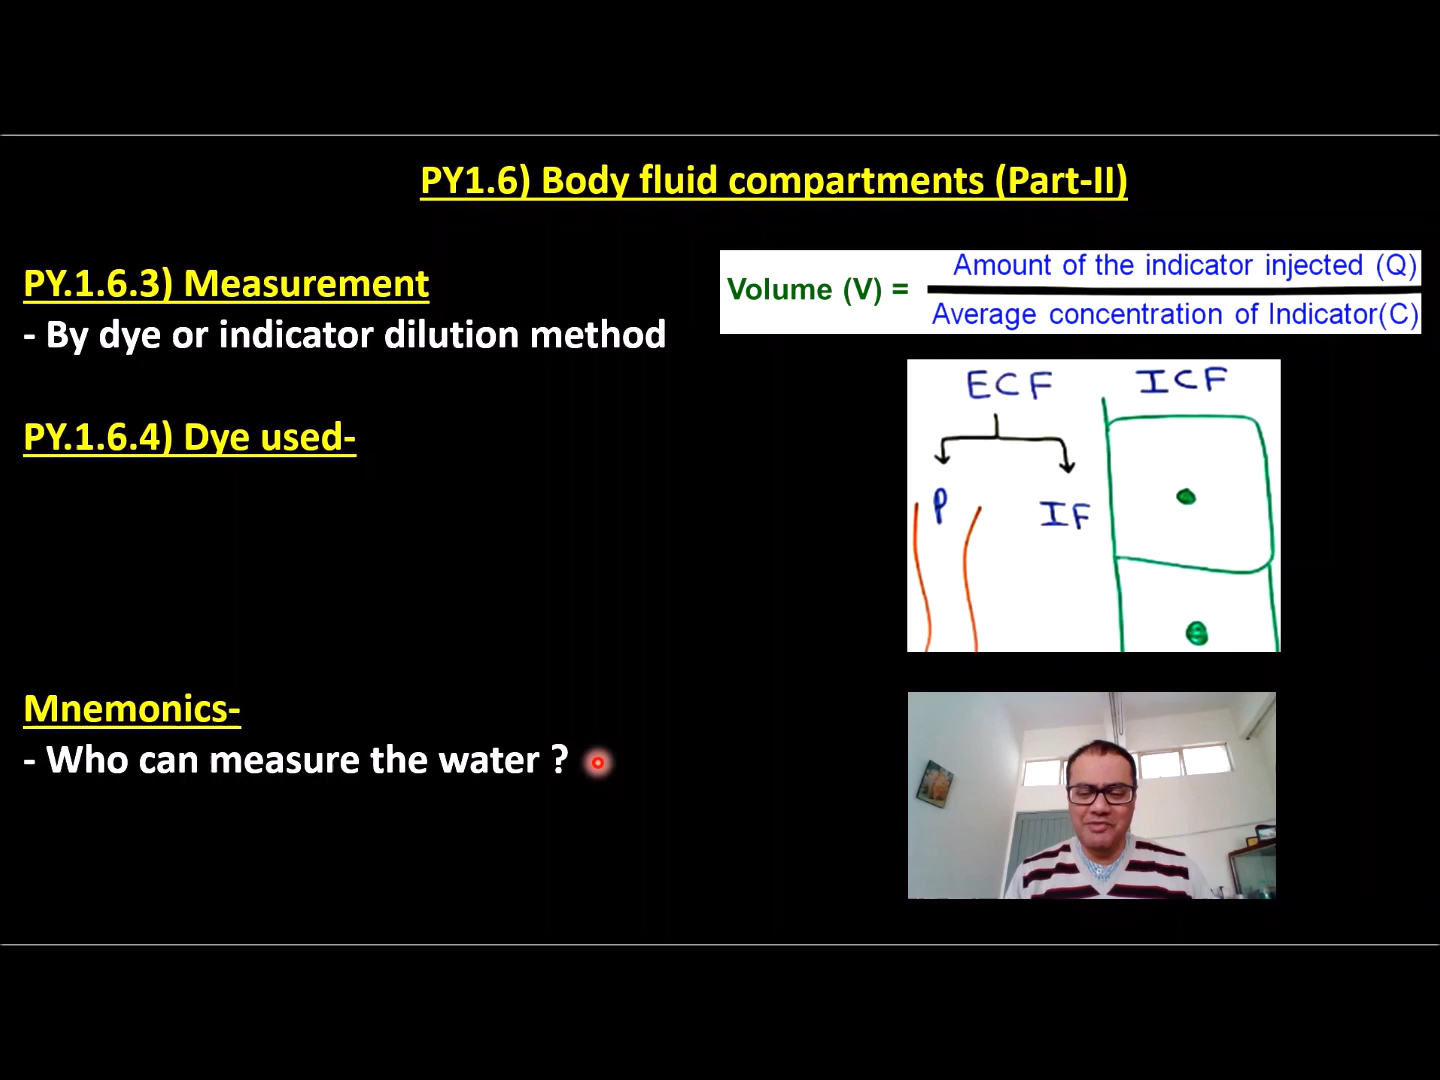 PY1.6) Body fluid compartments (Part-II)
PY.1.6.3) Measurement
- By dye or indicator dilution method
Volume (V) =
Amount of the indicator injected (Q)
Average concentration of Indicator(C)
PY.1.6.4) Dye used-
ECF
ICF
P
IF
Mnemonics-
- Who can measure the water ?